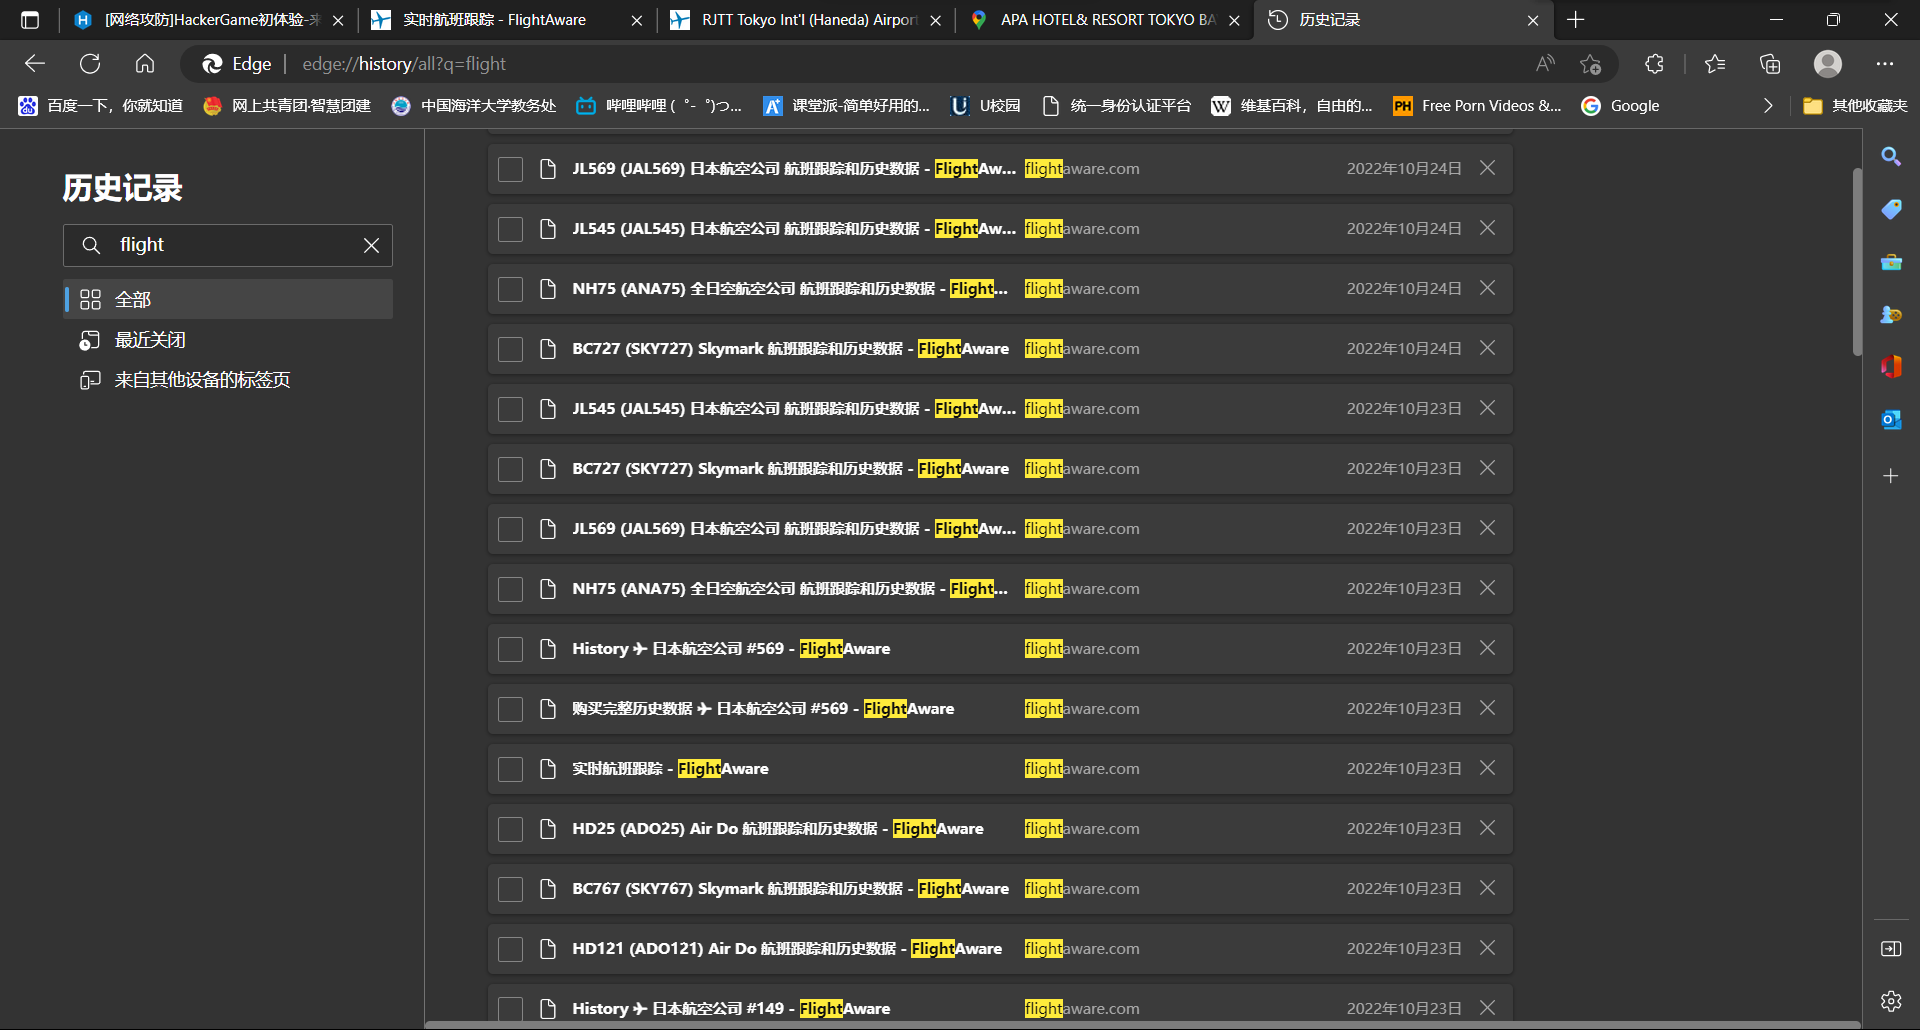 [网络攻防]HackerGame初体验-来
实时航班跟踪 - FlightAware
RJTT Tokyo Int'l (Haneda) Airport
APA HOTEL& RESORT TOKYO BA
历史记录
Edge
edge://history/all?q=flight
百度一下，你就知道
网上共青团·智慧团建
中国海洋大学教务处
哔哩哔哩 ( ゜- ゜)つ...
课堂派-简单好用的...
U校园
统一身份认证平台
维基百科，自由的...
PH
Free Porn Videos &...
Google
其他收藏夹
历史记录
flight
全部
最近关闭
来自其他设备的标签页
JL569 (JAL569) 日本航空公司 航班跟踪和历史数据 - FlightAw... flightaware.com 2022年10月24日
JL545 (JAL545) 日本航空公司 航班跟踪和历史数据 - FlightAw... flightaware.com 2022年10月24日
NH75 (ANA75) 全日空航空公司 航班跟踪和历史数据 - Flight... flightaware.com 2022年10月24日
BC727 (SKY727) Skymark 航班跟踪和历史数据 - FlightAware flightaware.com 2022年10月24日
JL545 (JAL545) 日本航空公司 航班跟踪和历史数据 - FlightAw... flightaware.com 2022年10月23日
BC727 (SKY727) Skymark 航班跟踪和历史数据 - FlightAware flightaware.com 2022年10月23日
JL569 (JAL569) 日本航空公司 航班跟踪和历史数据 - FlightAw... flightaware.com 2022年10月23日
NH75 (ANA75) 全日空航空公司 航班跟踪和历史数据 - Flight... flightaware.com 2022年10月23日
History ✈ 日本航空公司 #569 - FlightAware flightaware.com 2022年10月23日
购买完整历史数据 ✈ 日本航空公司 #569 - FlightAware flightaware.com 2022年10月23日
实时航班跟踪 - FlightAware flightaware.com 2022年10月23日
HD25 (ADO25) Air Do 航班跟踪和历史数据 - FlightAware flightaware.com 2022年10月23日
BC767 (SKY767) Skymark 航班跟踪和历史数据 - FlightAware flightaware.com 2022年10月23日
HD121 (ADO121) Air Do 航班跟踪和历史数据 - FlightAware flightaware.com 2022年10月23日
History ✈ 日本航空公司 #149 - FlightAware flightaware.com 2022年10月23日